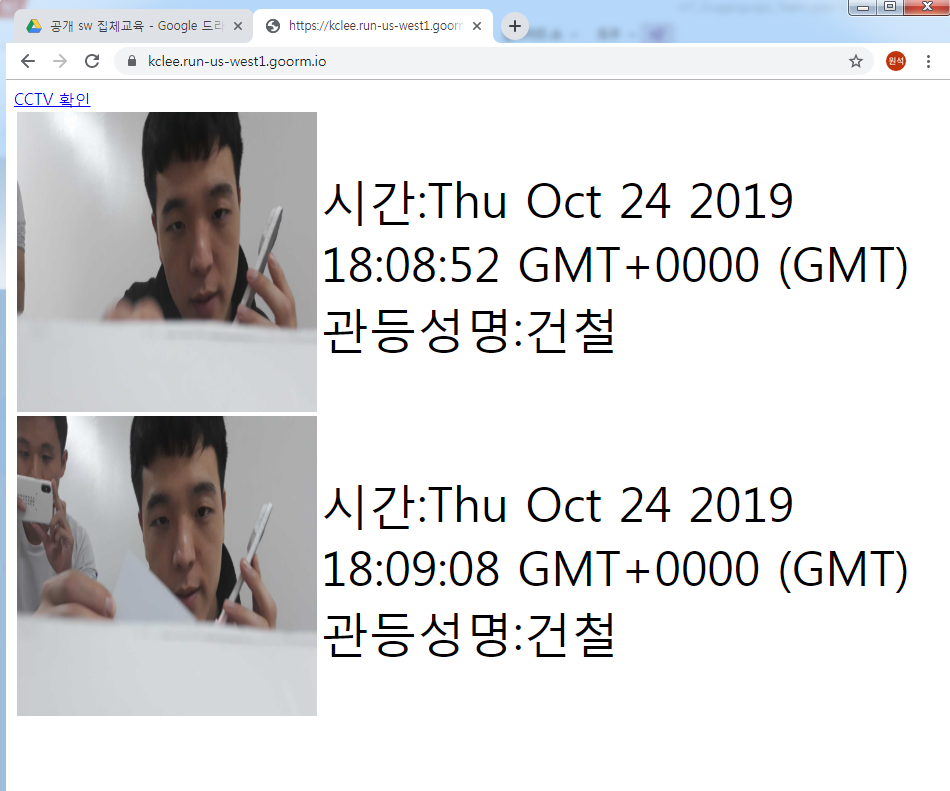 공개 sw 집체교육 - Google 드라
https://kclee.run-us-west1.goorm
kclee.run-us-west1.goorm.io
원석
CCTV 확인
시간:Thu Oct 24 2019
18:08:52 GMT+0000 (GMT)
관등성명:건철
시간:Thu Oct 24 2019
18:09:08 GMT+0000 (GMT)
관등성명:건철